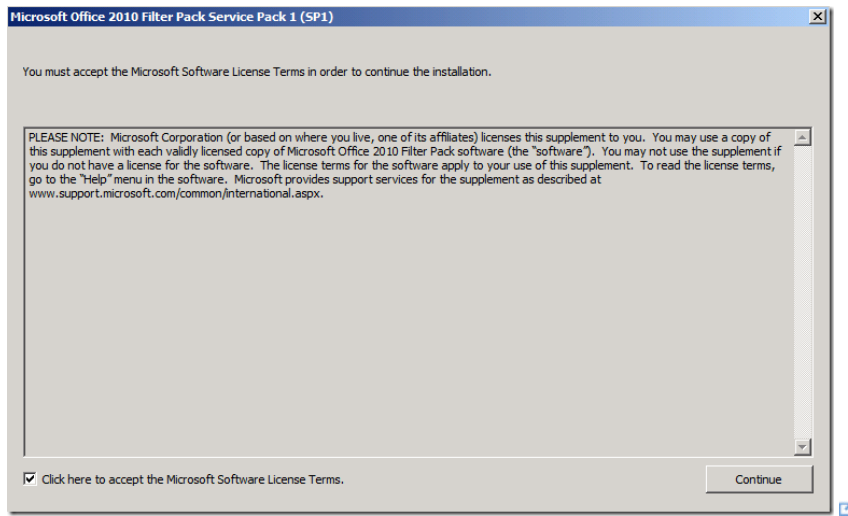 Microsoft Office 2010 Filter Pack Service Pack 1 (SP1)
You must accept the Microsoft Software License Terms in order to continue the installation.
PLEASE NOTE:  Microsoft Corporation (or based on where you live, one of its affiliates) licenses this supplement to you.  You may use a copy of
this supplement with each validly licensed copy of Microsoft Office 2010 Filter Pack software (the "software").  You may not use the supplement if
you do not have a license for the software.  The license terms for the software apply to your use of this supplement.  To read the license terms,
go to the "Help" menu in the software.  Microsoft provides support services for the supplement as described at
www.support.microsoft.com/common/international.aspx.
Click here to accept the Microsoft Software License Terms.
Continue